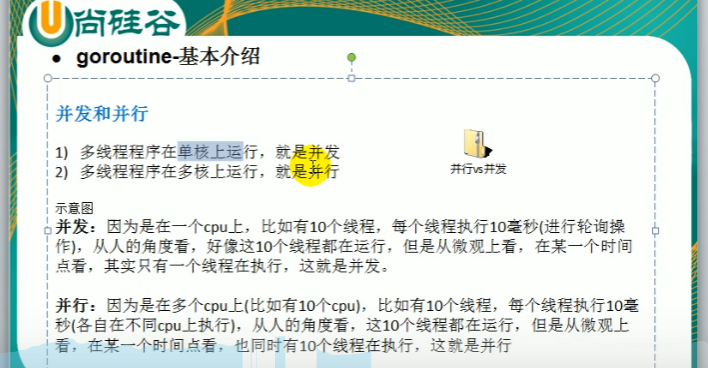 U尚硅谷
• goroutine-基本介绍
并发和并行
1) 多线程程序在单核上运行，就是并发
2) 多线程程序在多核上运行，就是并行
并行vs并发
示意图
并发：因为是在一个cpu上，比如有10个线程，每个线程执行10毫秒(进行轮询操
作)，从人的角度看，好像这10个线程都在运行，但是从微观上看，在某一个时间
点看，其实只有一个线程在执行，这就是并发。
并行：因为是在多个cpu上(比如有10个cpu)，比如有10个线程，每个线程执行10毫
秒(各自在不同cpu上执行)，从人的角度看，这10个线程都在运行，但是从微观上
看，在某一个时间点看，也同时有10个线程在执行，这就是并行